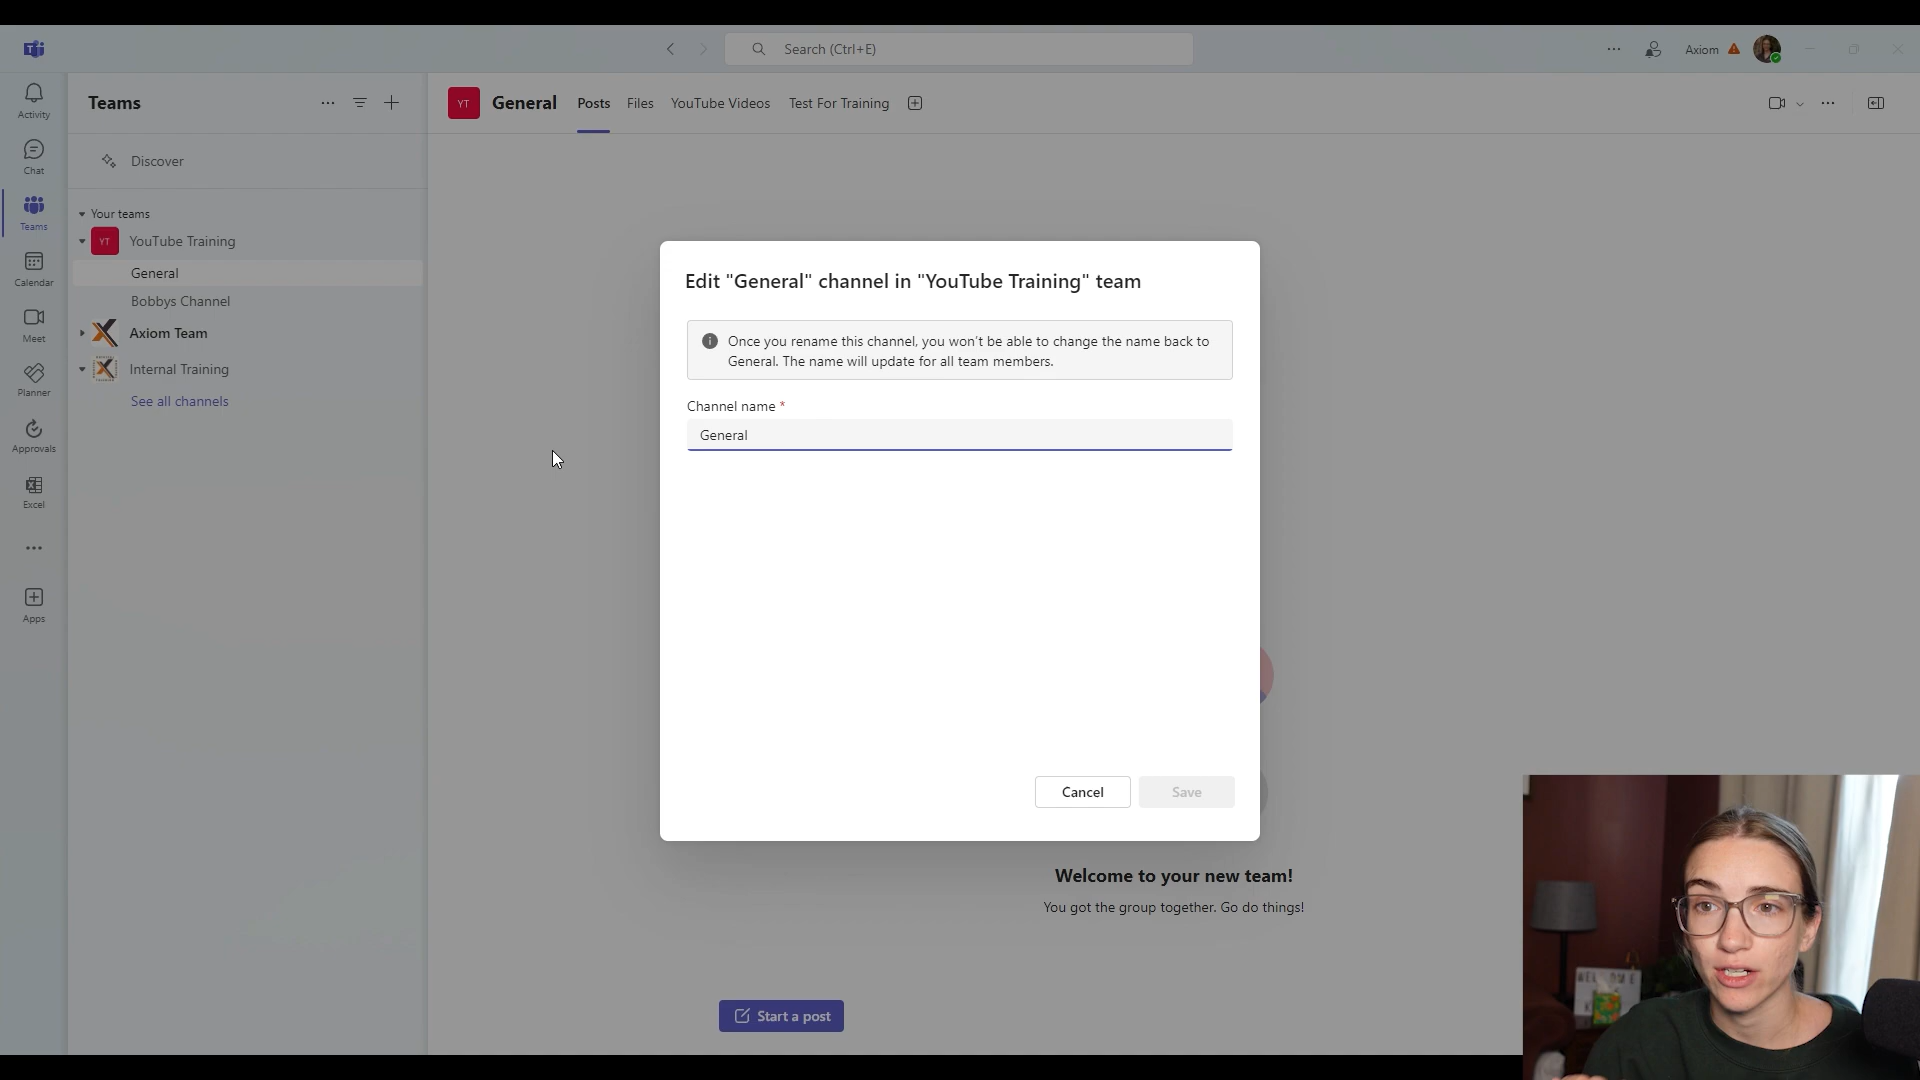 Search (Ctrl+E)
Axiom
Activity
Chat
Teams
Calendar
Meet
Planner
Approvals
Excel
Apps
Teams
Discover
Your teams
YT YouTube Training
General
Bobbys Channel
Axiom Team
Internal Training
See all channels
YT General Posts Files YouTube Videos Test For Training
Edit "General" channel in "YouTube Training" team
Once you rename this channel, you won't be able to change the name back to
General. The name will update for all team members.
Channel name *
General
Cancel Save
Welcome to your new team!
You got the group together. Go do things!
Start a post